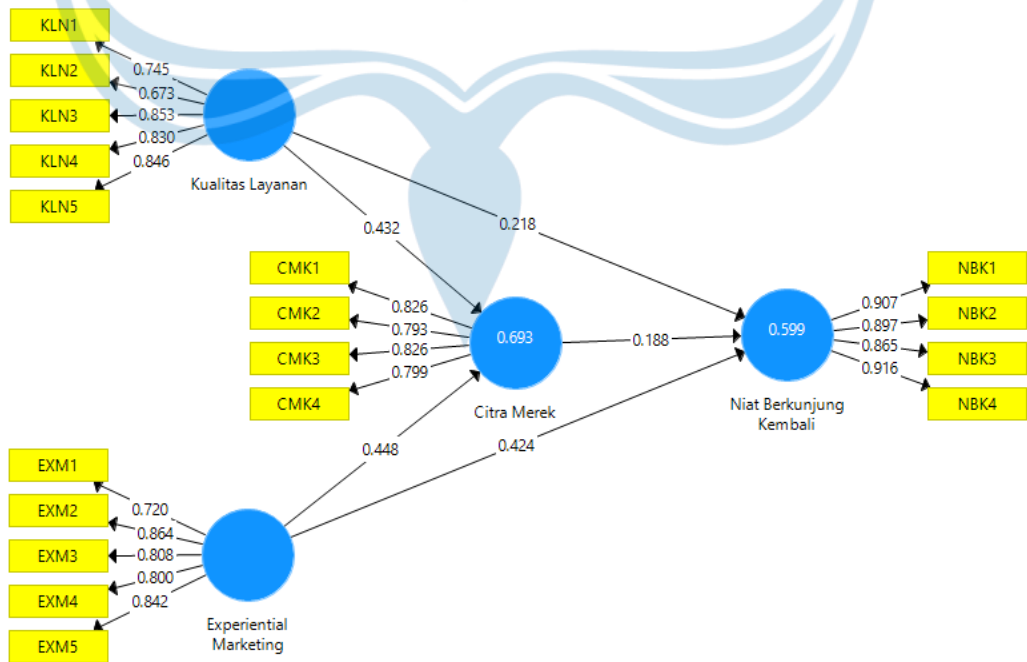 KLN1
KLN2
KLN3
KLN4
KLN5
0.745
0.673
0.853
0.830
0.846
Kualitas Layanan
0.432
0.218
CMK1
CMK2
CMK3
CMK4
0.826
0.793
0.826
0.799
0.693
Citra Merek
0.188
0.599
Niat Berkunjung
Kembali
0.907
0.897
0.865
0.916
NBK1
NBK2
NBK3
NBK4
0.448
0.424
EXM1
EXM2
EXM3
EXM4
EXM5
0.720
0.864
0.808
0.800
0.842
Experiential
Marketing